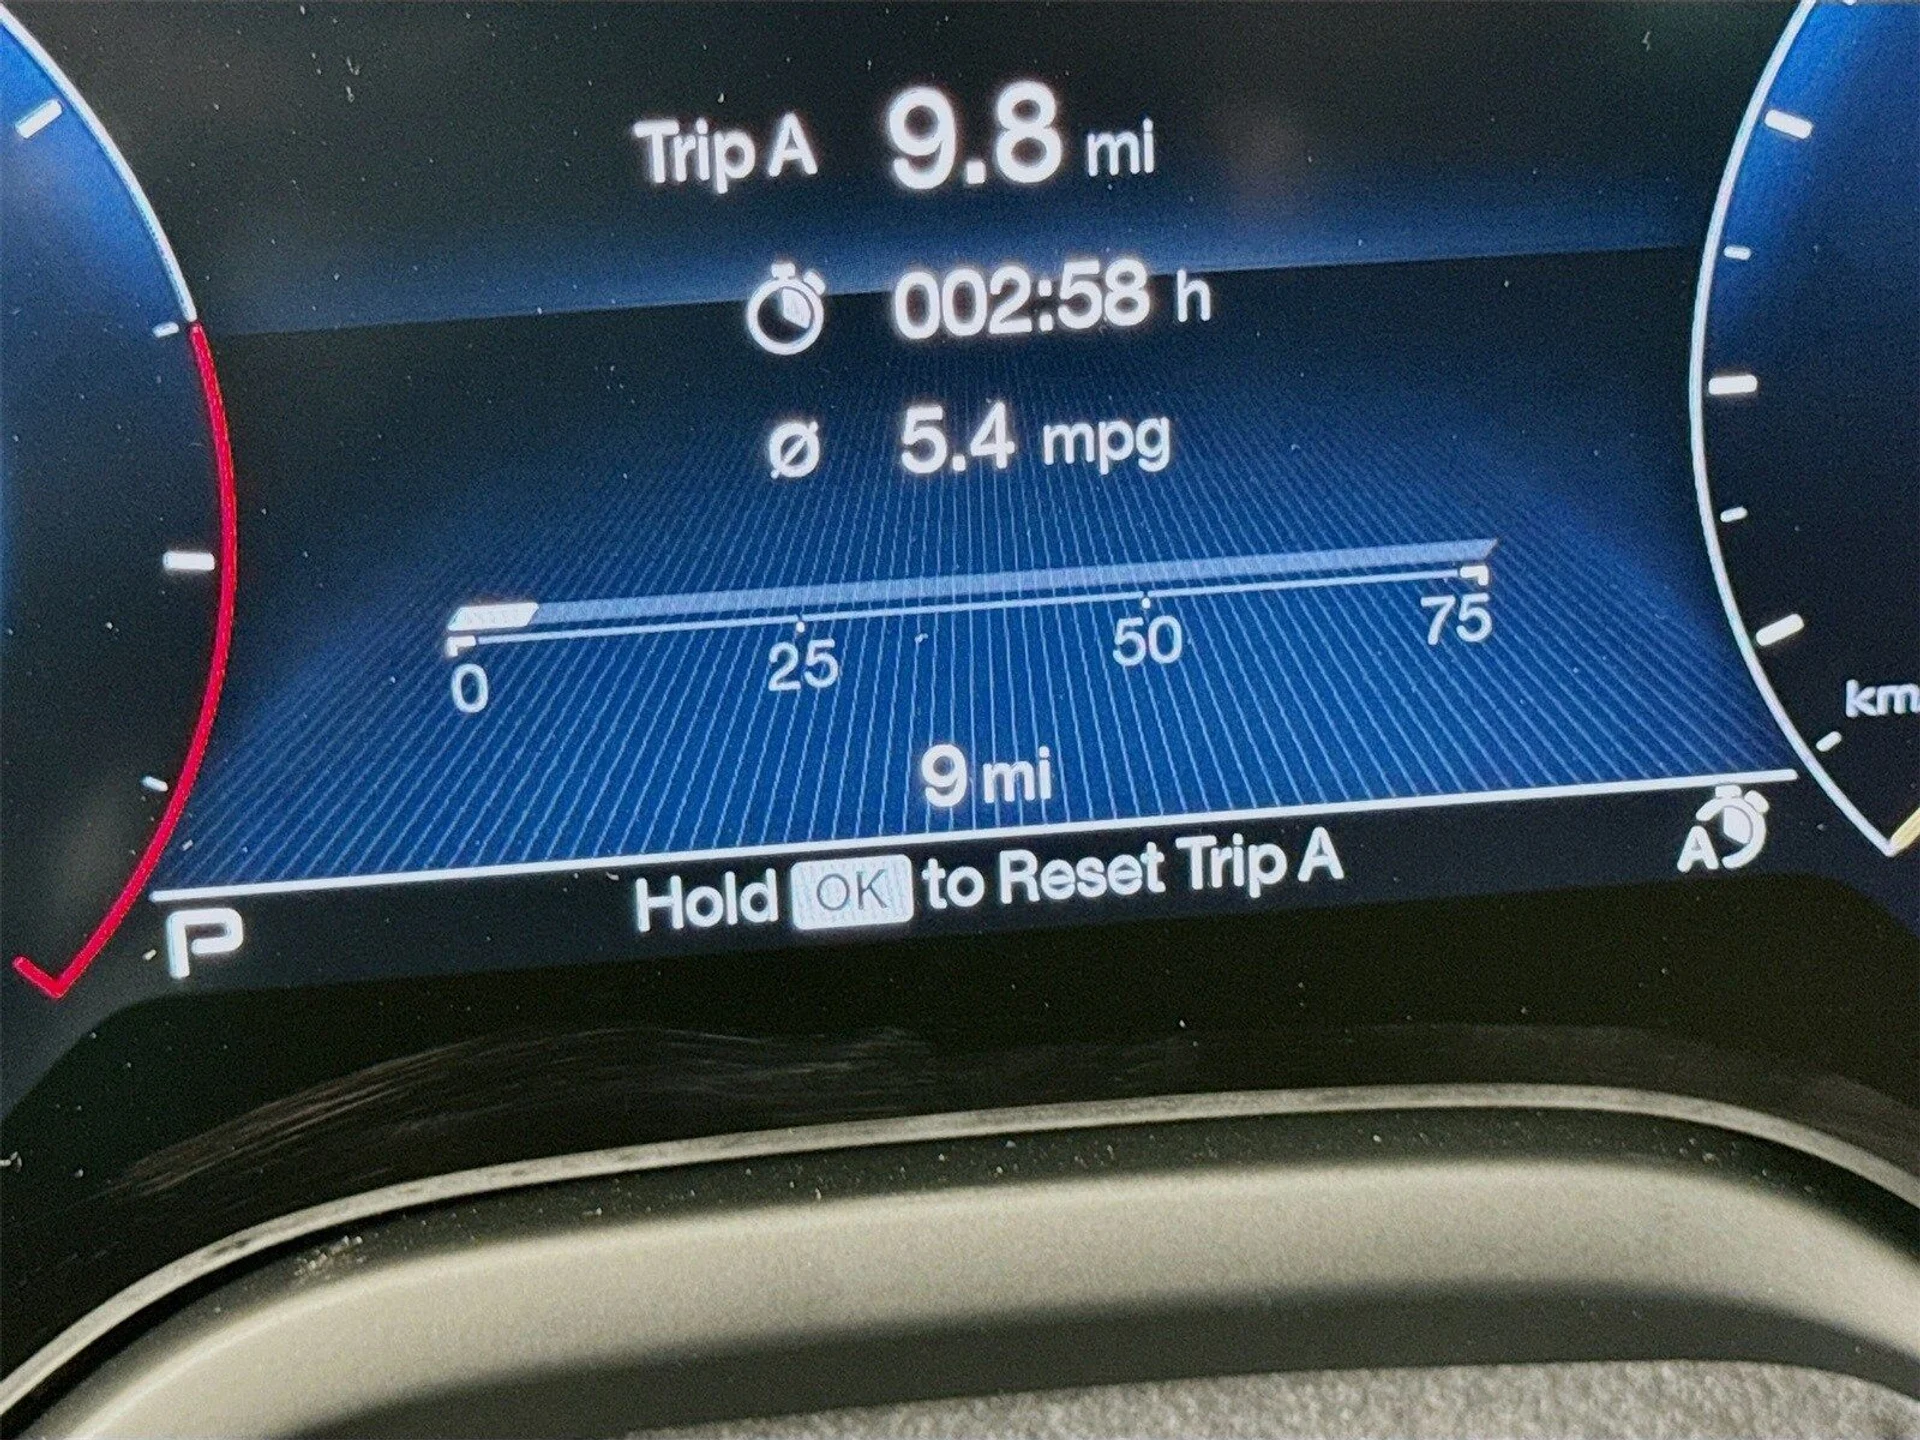 Trip A 9.8 mi
002:58 h
ø 5.4 mpg
0 25 50 75
km
9 mi
Hold OK to Reset Trip A
A
P